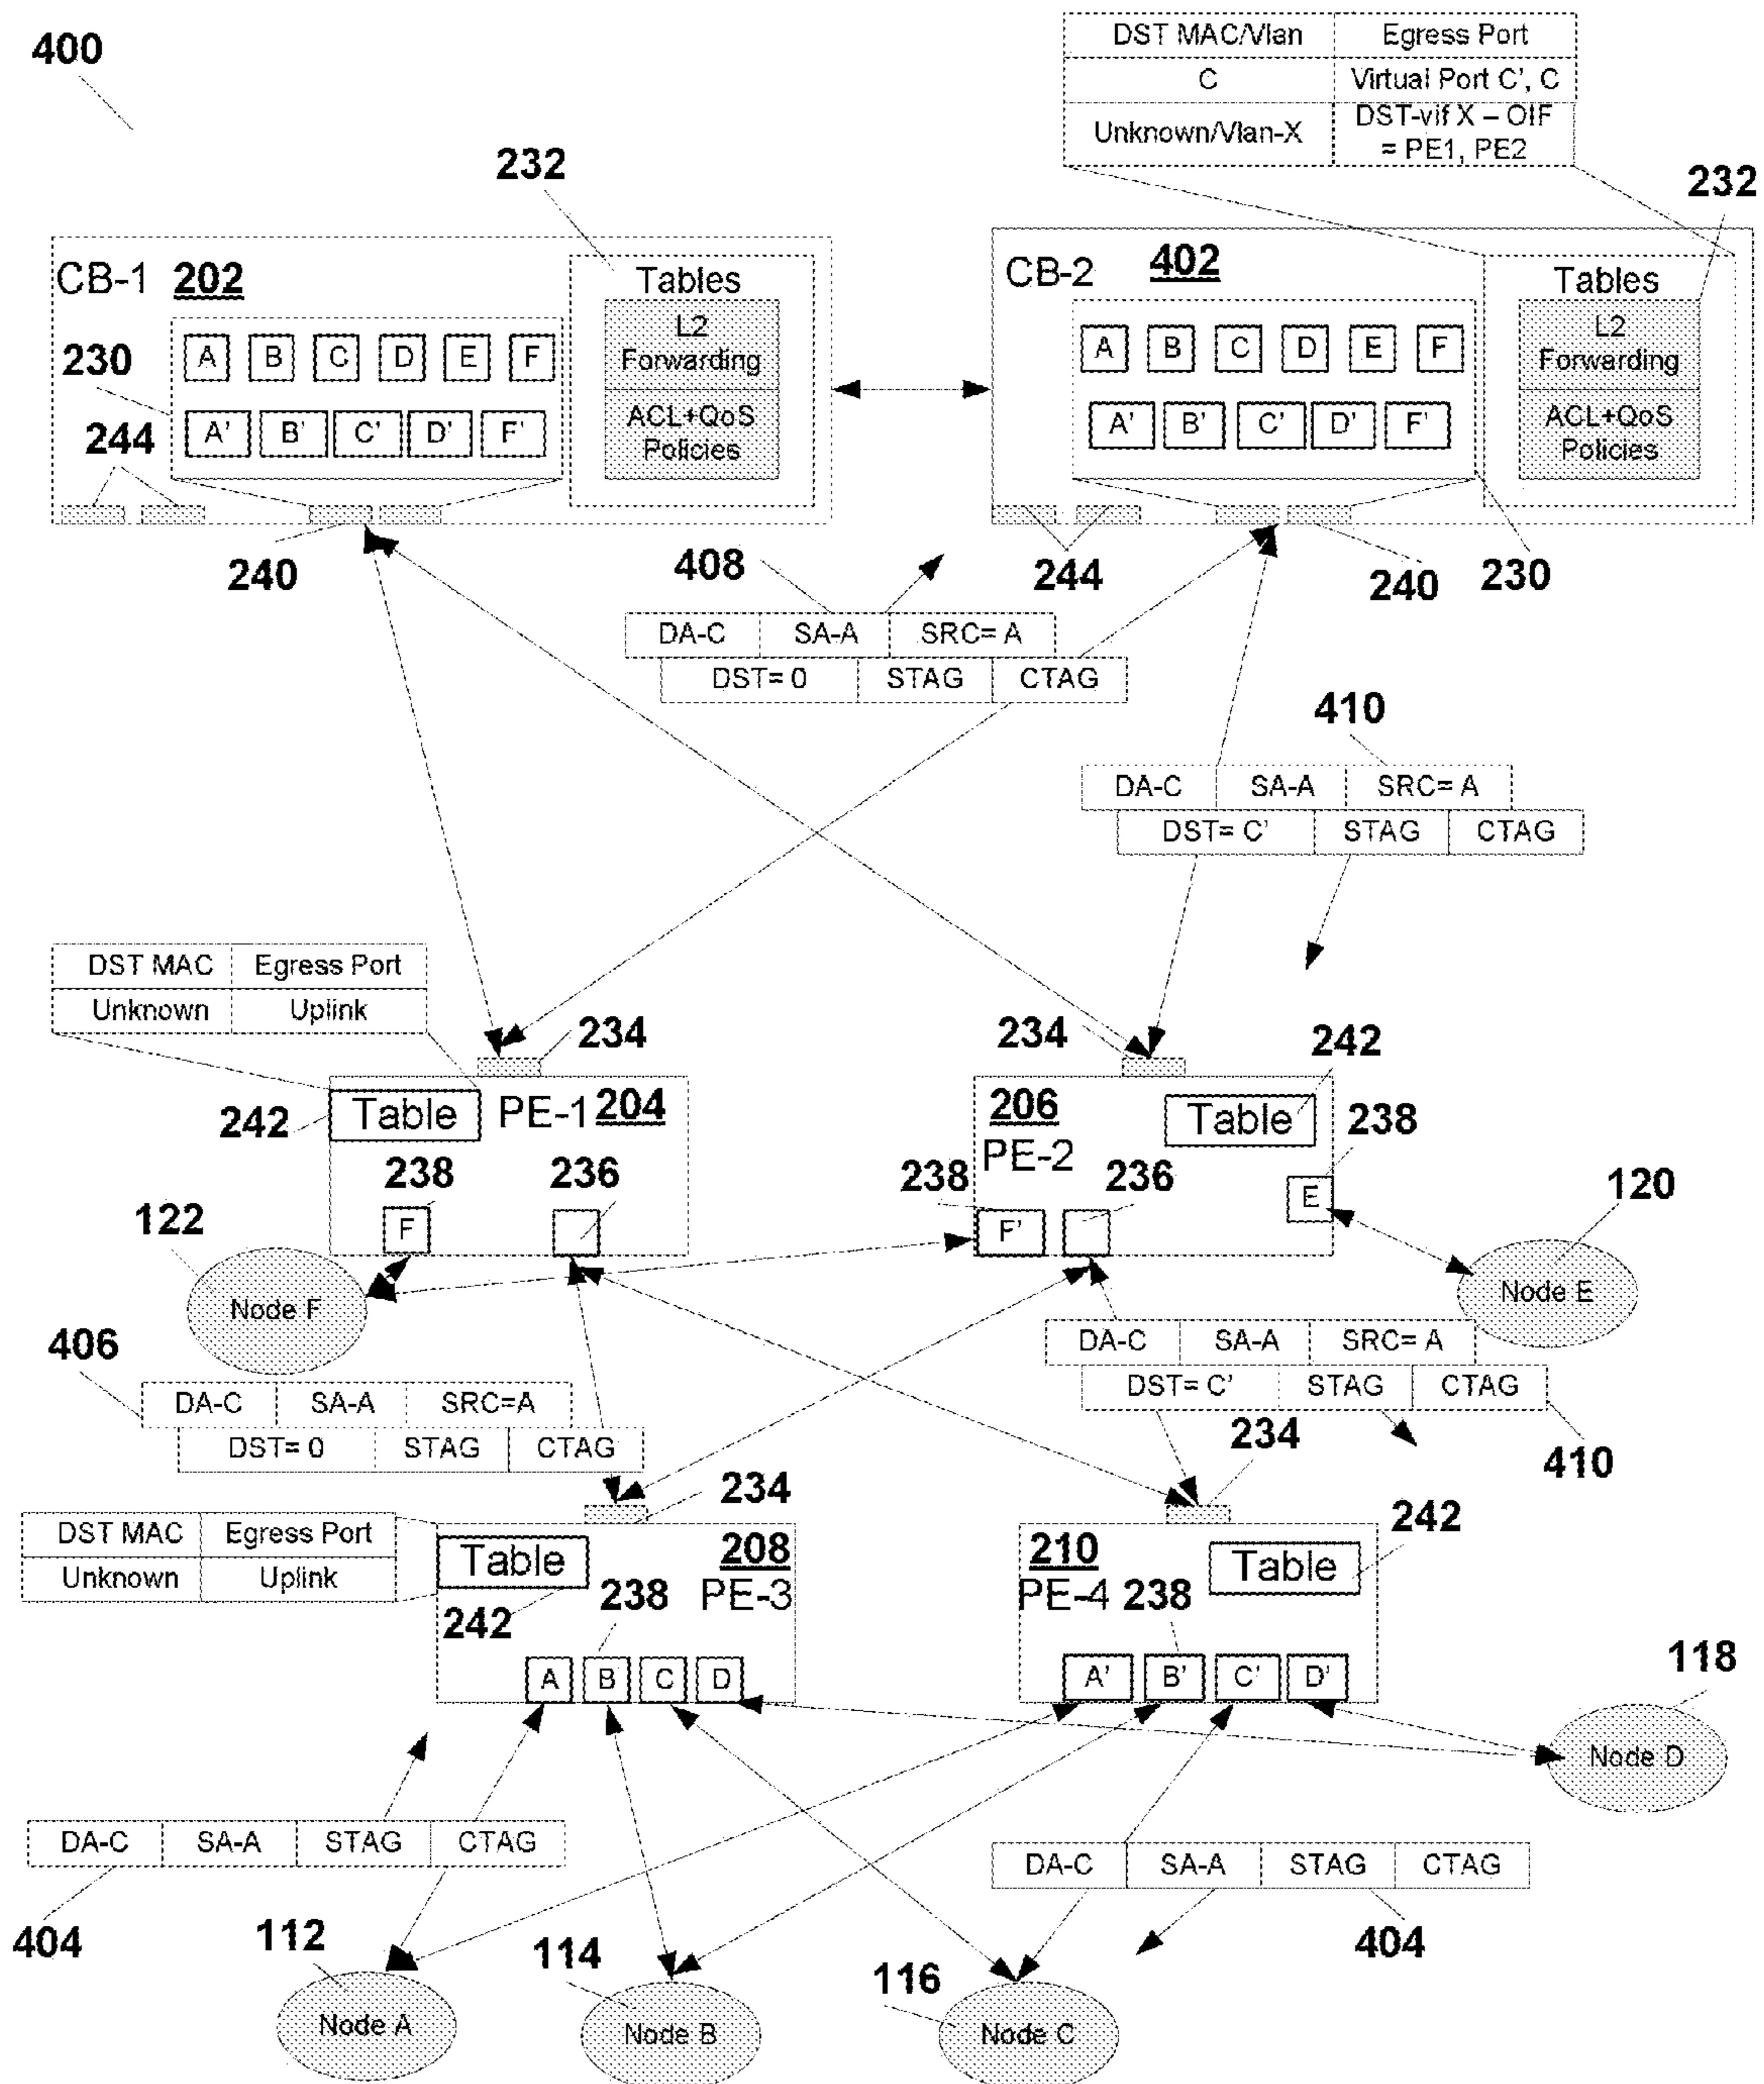 400
DST MAC/Vlan Egress Port
C Virtual Port C', C
Unknown/Vlan-X DST-vif X – OIF = PE1, PE2
232
232
CB-1 202
Tables
L2 Forwarding
ACL+QoS Policies
230
A B C D E F
A' B' C' D' F'
244
240
CB-2 402
Tables
L2 Forwarding
ACL+QoS Policies
A B C D E F
A' B' C' D' F'
244
240
230
408
DA-C SA-A SRC= A
DST= 0 STAG CTAG
410
DA-C SA-A SRC= A
DST= C' STAG CTAG
DST MAC Egress Port
Unknown Uplink
234
234
242
Table PE-1 204
242
238
236
F
122
Node F
206
PE-2
Table
238
238
236
F'
E
120
Node E
406
DA-C SA-A SRC=A
DST= 0 STAG CTAG
DA-C SA-A SRC= A
DST= C' STAG CTAG
410
234
234
DST MAC Egress Port
Unknown Uplink
Table
208
PE-3
242
238
A B C D
210
PE-4
Table
242
238
A' B' C' D'
118
Node D
DA-C SA-A STAG CTAG
404
DA-C SA-A STAG CTAG
404
112
Node A
114
Node B
116
Node C